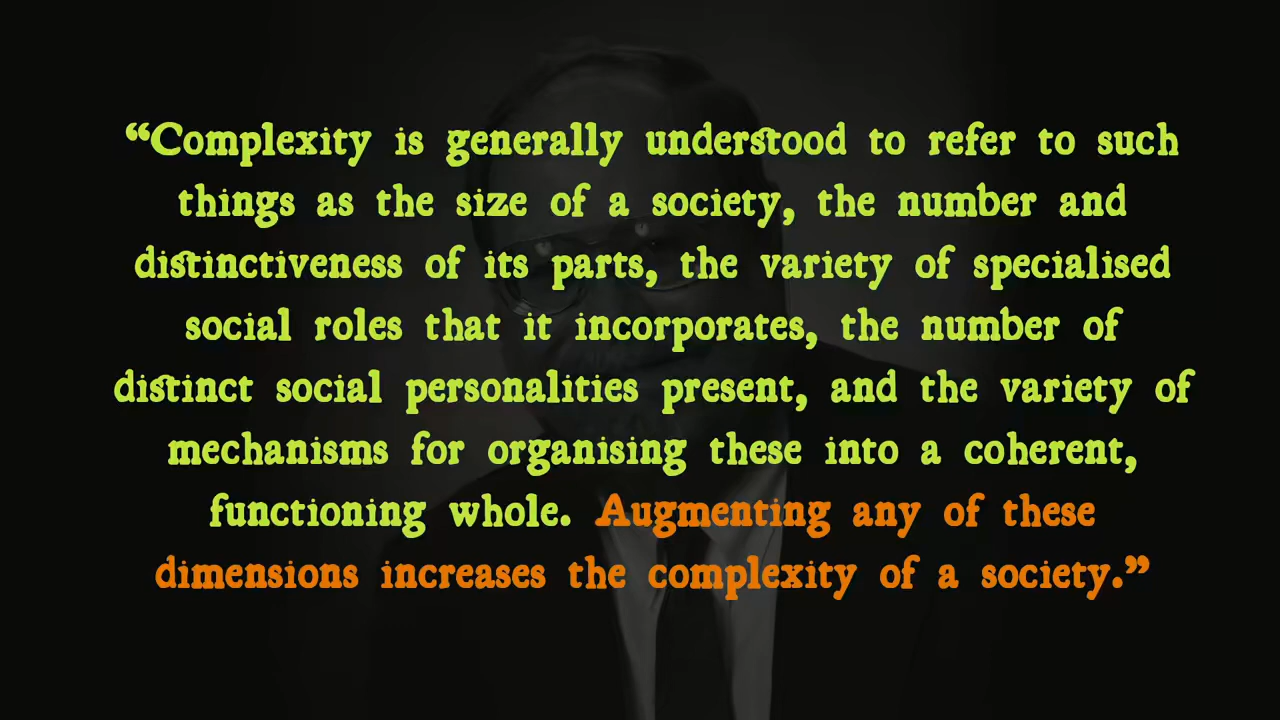 “Complexity is generally understood to refer to such
things as the size of a society, the number and
distinctiveness of its parts, the variety of specialised
social roles that it incorporates, the number of
distinct social personalities present, and the variety of
mechanisms for organising these into a coherent,
functioning whole. Augmenting any of these
dimensions increases the complexity of a society.”